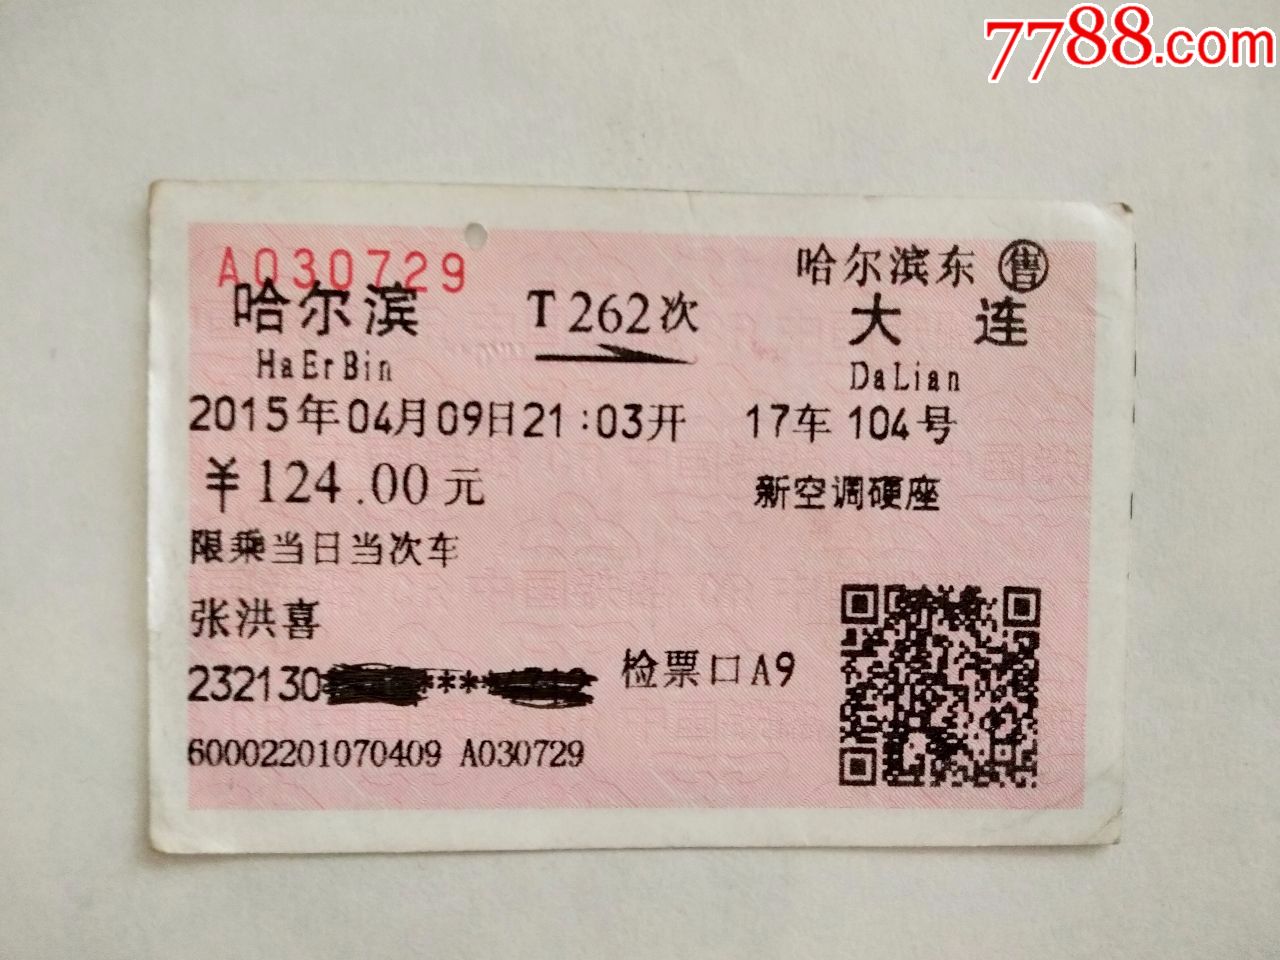 7788.com
A030729
哈尔滨东 售
哈尔滨 T262次 大连
HaErBin DaLian
2015年04月09日21:03开 17车104号
¥124.00元 新空调硬座
限乘当日当次车
张洪喜
232130 **** 检票口A9
60002201070409 A030729